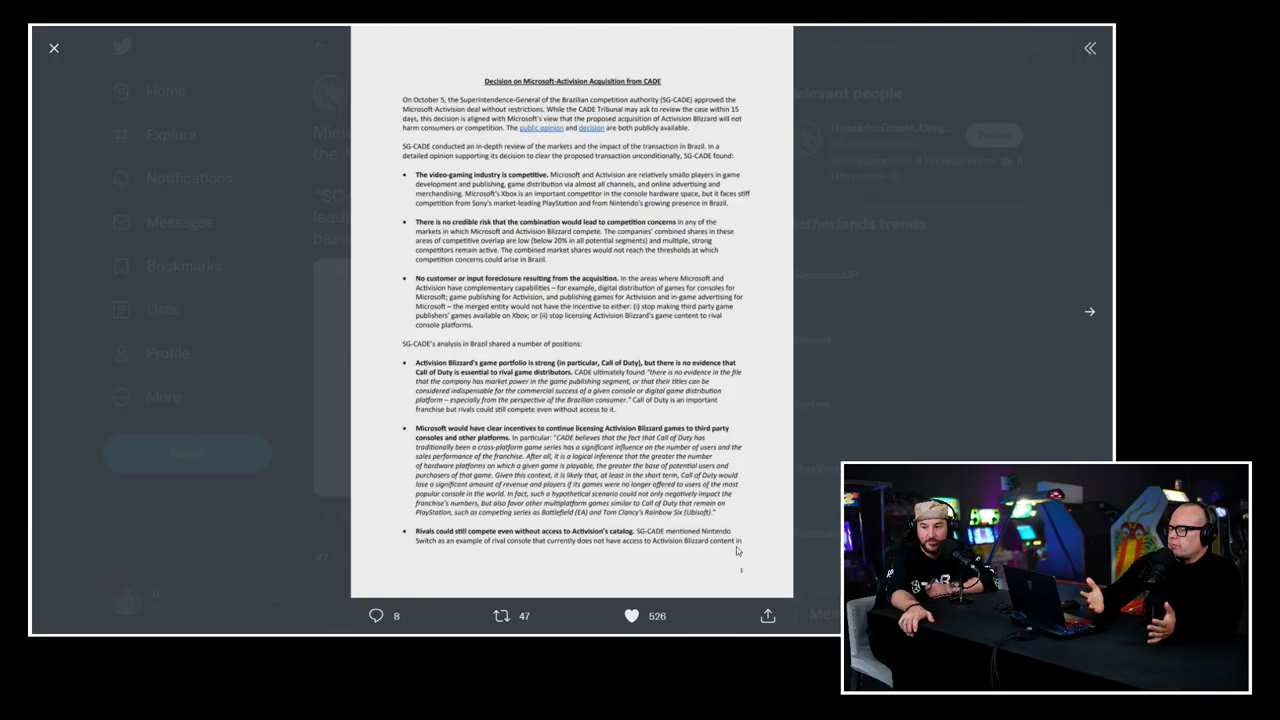 Home
Explore
Notifications
Messages
Bookmarks
Lists
Profile
More
Tweet
Decision on Microsoft-Activision Acquisition from CADE
On October 5, the Superintendence-General of the Brazilian competition authority (SG-CADE) approved the
Microsoft-Activision deal without restrictions. While the CADE Tribunal may ask to review the case within 15
days, this decision is aligned with Microsoft's view that the proposed acquisition of Activision Blizzard will not
harm consumers or competition. The public opinion and decision are both publicly available.
SG-CADE conducted an in-depth review of the markets and the impact of the transaction in Brazil. In a
detailed opinion supporting its decision to clear the proposed transaction unconditionally, SG-CADE found:
• The video-gaming industry is competitive. Microsoft and Activision are relatively smallo players in game
development and publishing, game distribution via almost all channels, and online advertising and
merchandising. Microsoft's Xbox is an important competitor in the console hardware space, but it faces stiff
competition from Sony's market-leading PlayStation and from Nintendo's growing presence in Brazil.
• There is no credible risk that the combination would lead to competition concerns in any of the
markets in which Microsoft and Activision Blizzard compete. The companies' combined shares in these
areas of competitive overlap are low (below 20% in all potential segments) and multiple, strong
competitors remain active. The combined market shares would not reach the thresholds at which
competition concerns could arise in Brazil.
• No customer or input foreclosure resulting from the acquisition. In the areas where Microsoft and
Activision have complementary capabilities – for example, digital distribution of games for consoles for
Microsoft; game publishing for Activision, and publishing games for Activision and in-game advertising for
Microsoft – the merged entity would not have the incentive to either: (i) stop making third party game
publishers' games available on Xbox; or (ii) stop licensing Activision Blizzard's game content to rival
console platforms.
SG-CADE's analysis in Brazil shared a number of positions:
• Activision Blizzard's game portfolio is strong (in particular, Call of Duty), but there is no evidence that
Call of Duty is essential to rival game distributors. CADE ultimately found "there is no evidence in the file
that the company has market power in the game publishing segment, or that their titles can be
considered indispensable for the commercial success of a given console or digital game distribution
platform – especially from the perspective of the Brazilian consumer." Call of Duty is an important
franchise but rivals could still compete even without access to it.
• Microsoft would have clear incentives to continue licensing Activision Blizzard games to third party
consoles and other platforms. In particular: "CADE believes that the fact that Call of Duty has
traditionally been a cross-platform game series has a significant influence on the number of users and the
sales performance of the franchise. After all, it is a logical inference that the greater the number
of hardware platforms on which a given game is playable, the greater the base of potential users and
purchasers of that game. Given this context, it is likely that, at least in the short term, Call of Duty would
lose a significant amount of revenue and players if its games were no longer offered to users of the most
popular console in the world. In fact, such a hypothetical scenario could not only negatively impact the
franchise's numbers, but also favor other multiplatform games similar to Call of Duty that remain on
PlayStation, such as competing series as Battlefield (EA) and Tom Clancy's Rainbow Six (Ubisoft)."
• Rivals could still compete even without access to Activision's catalog. SG-CADE mentioned Nintendo
Switch as an example of rival console that currently does not have access to Activision Blizzard content in
1
8
47
526
elevant people
etherlands trends